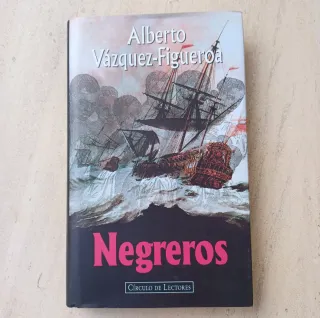 Alberto
Vázquez-Figueroa
Negreros
CÍRCULO DE LECTORES